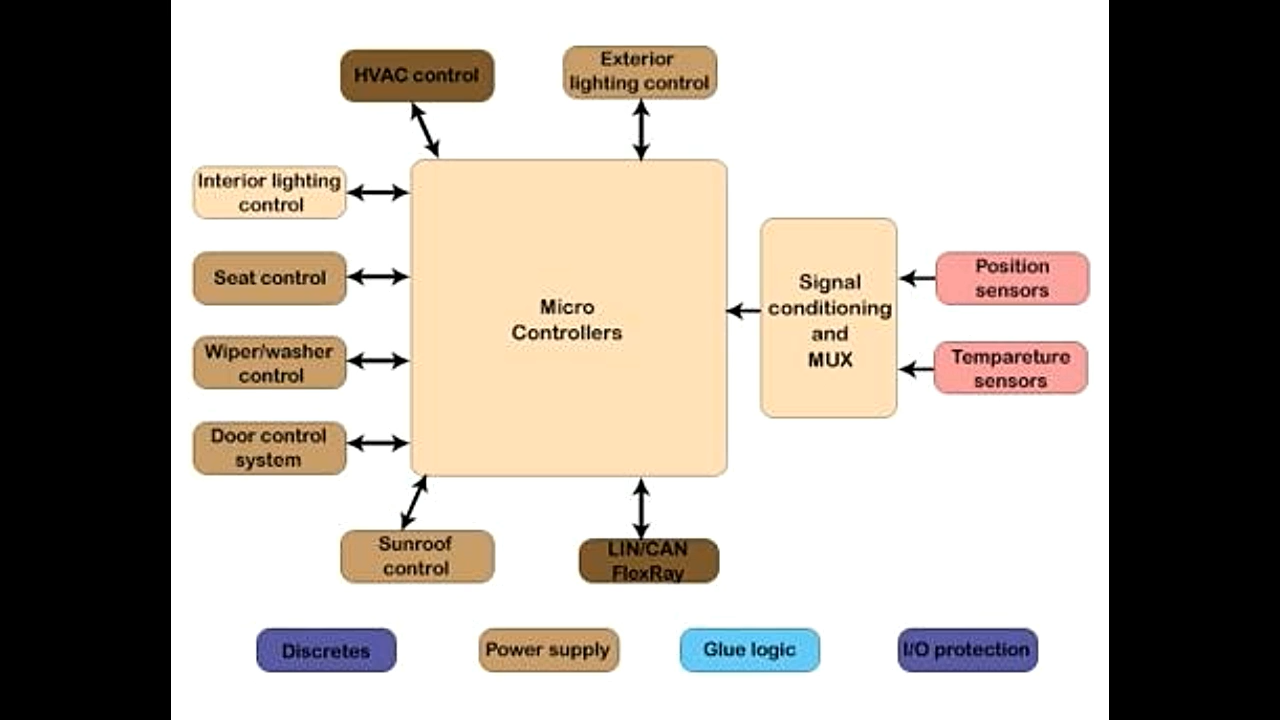 HVAC control
Exterior
lighting control
Interior lighting
control
Seat control
Wiper/washer
control
Door control
system
Micro
Controllers
Signal
conditioning
and
MUX
Position
sensors
Tempareture
sensors
Sunroof
control
LIN/CAN
FlexRay
Discretes
Power supply
Glue logic
I/O protection